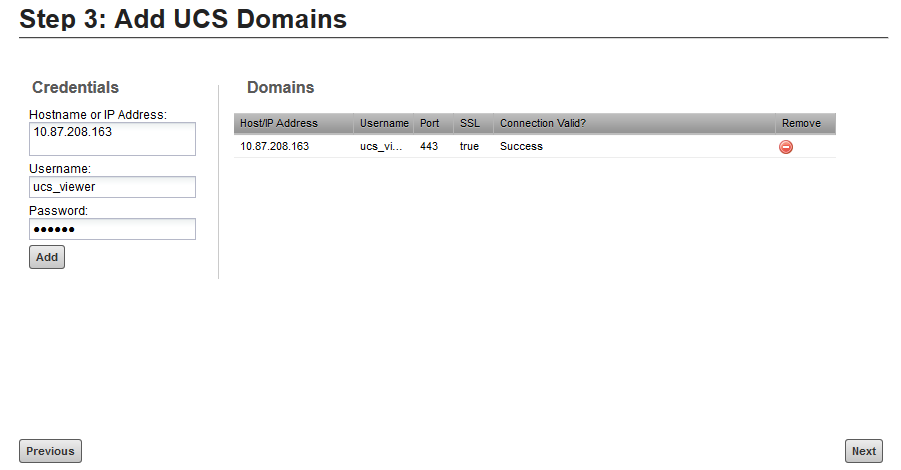 Step 3: Add UCS Domains
Credentials
Hostname or IP Address:
10.87.208.163
Username:
ucs_viewer
Password:
••••••
Add
Domains
Host/IP Address Username Port SSL Connection Valid? Remove
10.87.208.163 ucs_vi... 443 true Success
Previous
Next